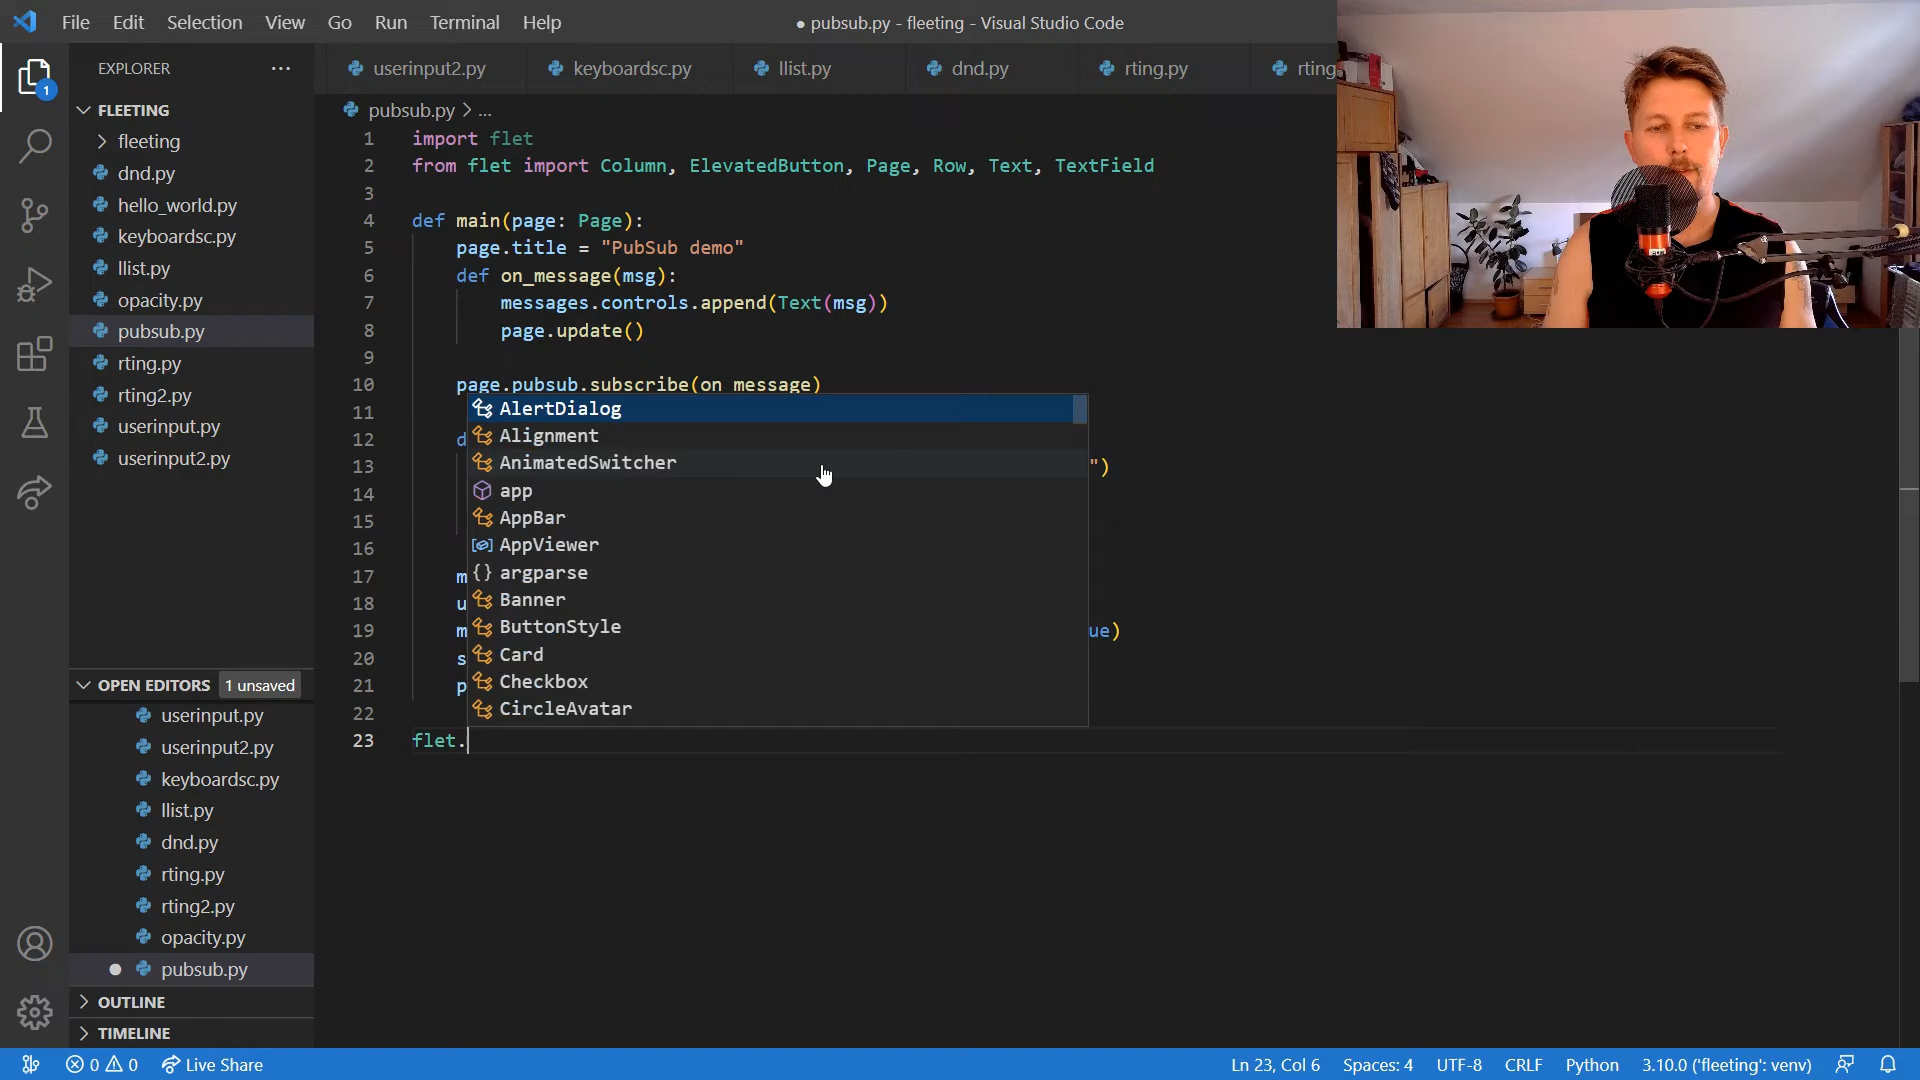 File Edit Selection View Go Run Terminal Help
● pubsub.py - fleeting - Visual Studio Code
1
EXPLORER ...
userinput2.py keyboardsc.py llist.py dnd.py rting.py rting
FLEETING
fleeting
dnd.py
hello_world.py
keyboardsc.py
llist.py
opacity.py
pubsub.py
rting.py
rting2.py
userinput.py
userinput2.py
OPEN EDITORS 1 unsaved
userinput.py
userinput2.py
keyboardsc.py
llist.py
dnd.py
rting.py
rting2.py
opacity.py
pubsub.py
OUTLINE
TIMELINE
pubsub.py > ...
1 import flet
2 from flet import Column, ElevatedButton, Page, Row, Text, TextField
3
4 def main(page: Page):
5 page.title = "PubSub demo"
6 def on_message(msg):
7 messages.controls.append(Text(msg))
8 page.update()
9
10 page.pubsub.subscribe(on_message)
11
12 d
13 ")
14
15
16
17 m
18 u
19 m ue)
20 s
21 p
22
23 flet.
AlertDialog
Alignment
AnimatedSwitcher
app
AppBar
AppViewer
{} argparse
Banner
ButtonStyle
Card
Checkbox
CircleAvatar
0 0 Live Share
Ln 23, Col 6 Spaces: 4 UTF-8 CRLF Python 3.10.0 ('fleeting': venv)